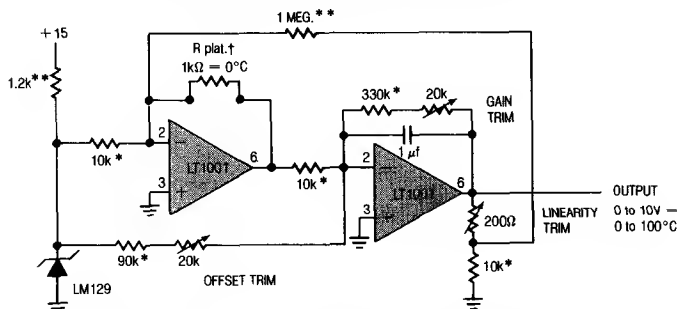 1 MEG.**
+15
R plat.†
1kΩ = 0°C
1.2k**
330k*
20k
GAIN
TRIM
1 µf
10k*
2
−
6
LT1001
3
+
10k*
2
−
6
LT1001
3
+
OUTPUT
0 to 10V =
0 to 100°C
200Ω
LINEARITY
TRIM
90k*
20k
OFFSET TRIM
10k*
LM129